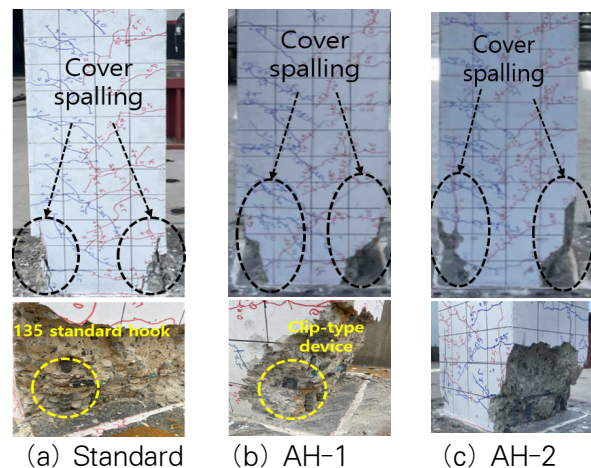 Cover
spalling
Cover
spalling
Cover
spalling
135 standard hook
Clip-type
device
(a) Standard
(b) AH-1
(c) AH-2